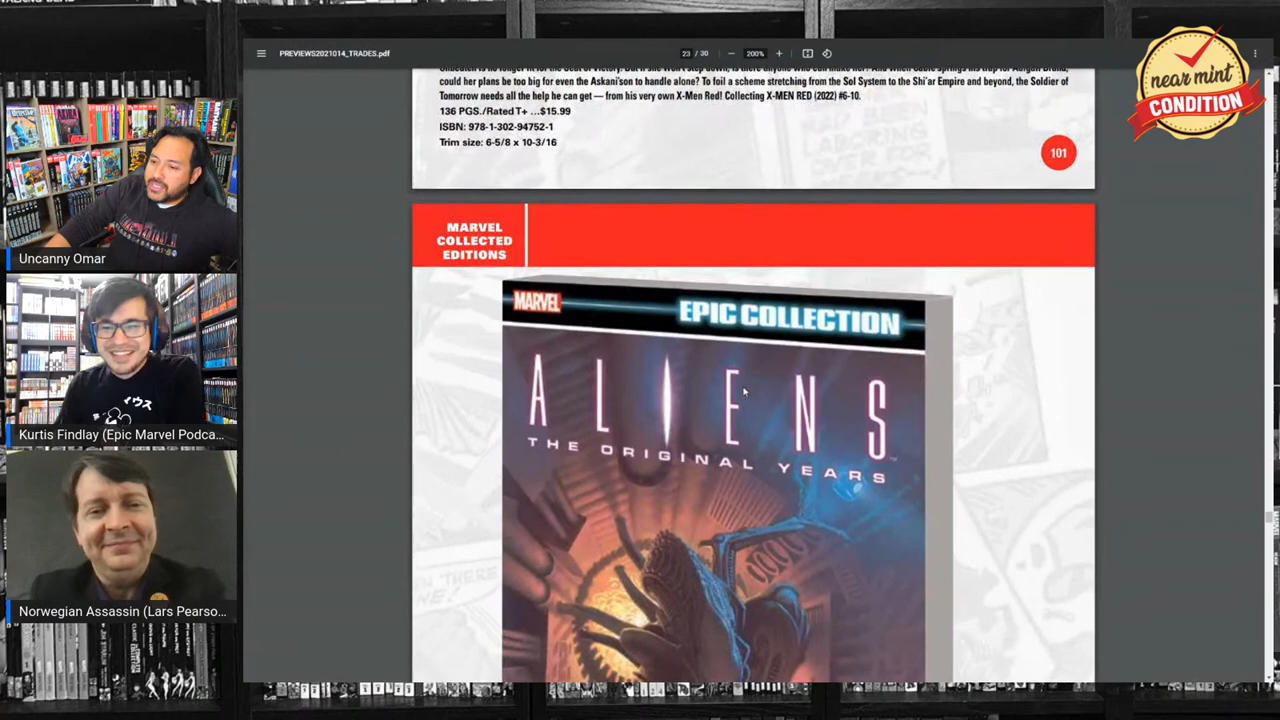 PREVIEWS2021014_TRADES.pdf
23 / 30
200%
could her plans be too big for even the Askani'son to handle alone? To foil a scheme stretching from the Sol System to the Shi'ar Empire and beyond, the Soldier of
Tomorrow needs all the help he can get — from his very own X-Men Red! Collecting X-MEN RED (2022) #6-10.
136 PGS./Rated T+ ...$15.99
ISBN: 978-1-302-94752-1
Trim size: 6-5/8 x 10-3/16
101
near mint
CONDITION
MARVEL
COLLECTED
EDITIONS
MARVEL
EPIC COLLECTION
ALIENS
THE ORIGINAL YEARS
Uncanny Omar
Kurtis Findlay (Epic Marvel Podca...
Norwegian Assassin (Lars Pearso...